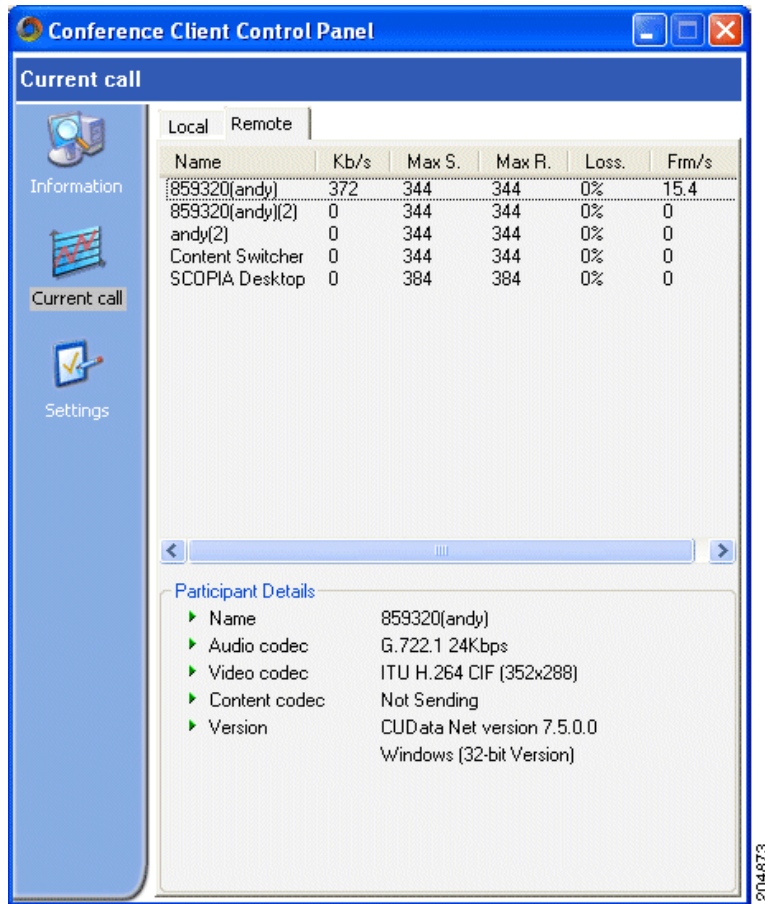 Conference Client Control Panel
Current call
Information
Current call
Settings
Local Remote
Name Kb/s Max S. Max R. Loss. Frm/s
859320(andy) 372 344 344 0% 15.4
859320(andy)(2) 0 344 344 0% 0
andy(2) 0 344 344 0% 0
Content Switcher 0 344 344 0% 0
SCOPIA Desktop 0 384 384 0% 0
Participant Details
Name 859320(andy)
Audio codec G.722.1 24Kbps
Video codec ITU H.264 CIF (352x288)
Content codec Not Sending
Version CUData Net version 7.5.0.0
Windows (32-bit Version)
204873